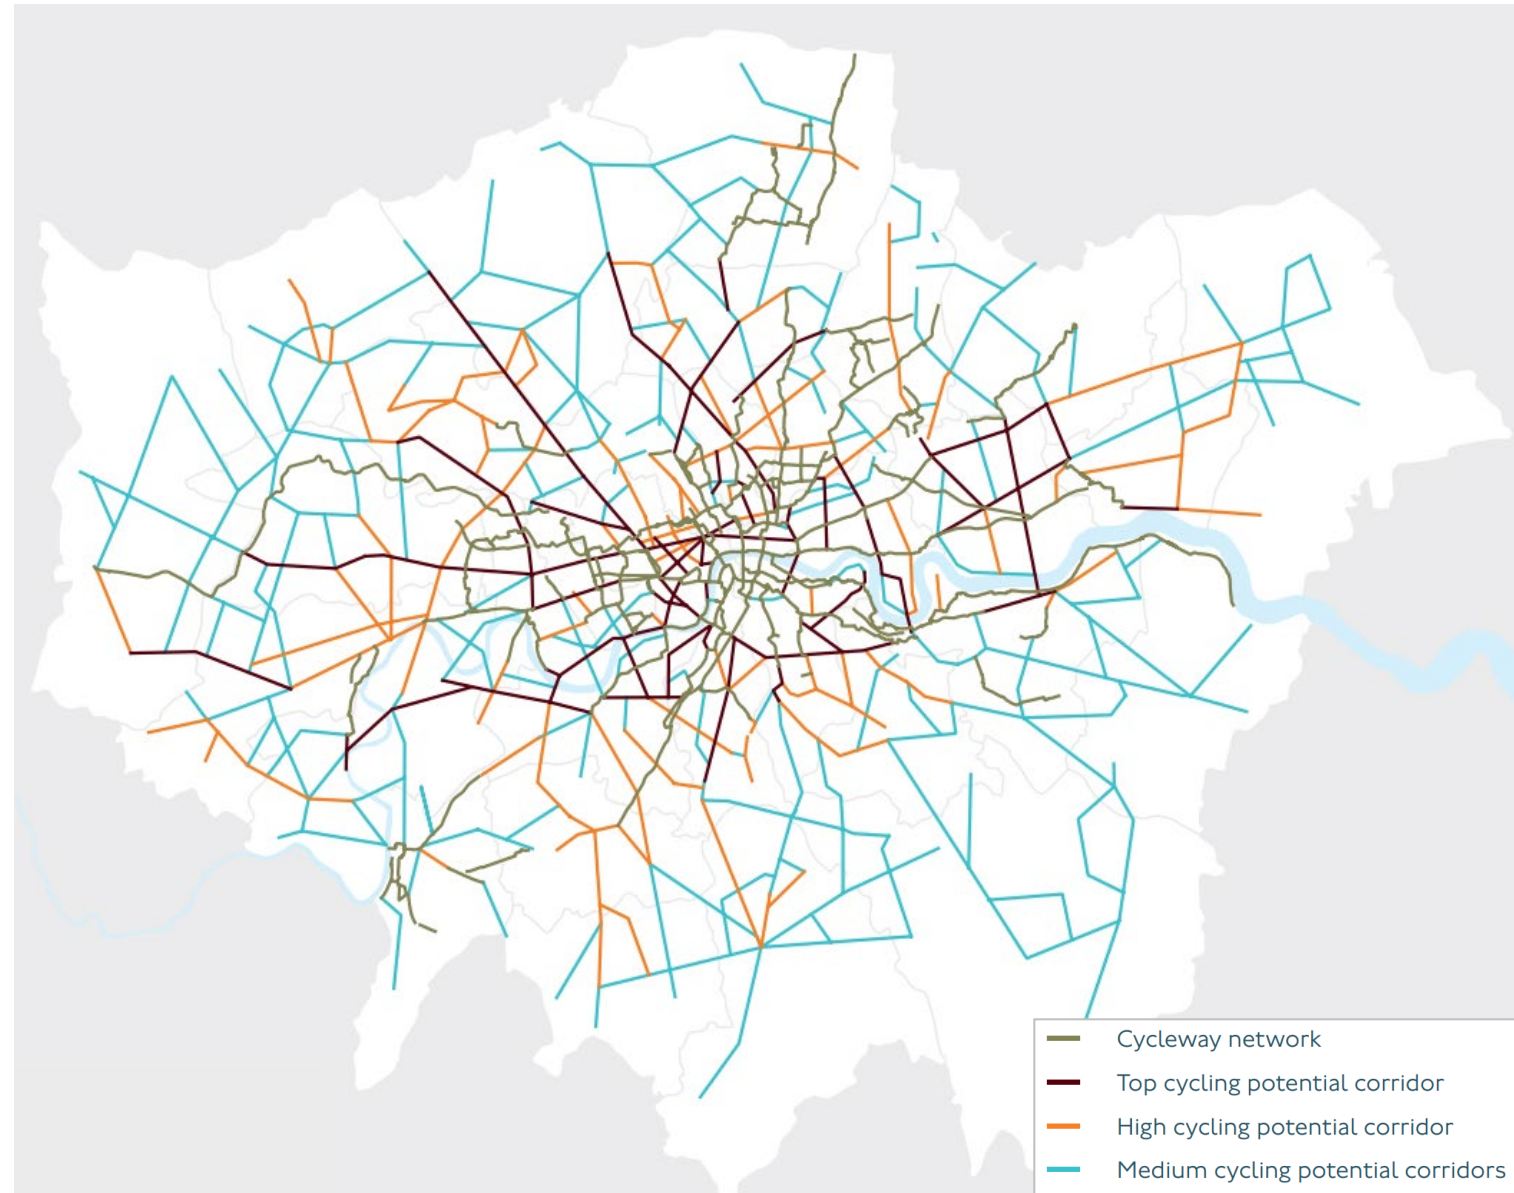 Cycleway network
Top cycling potential corridor
High cycling potential corridor
Medium cycling potential corridors